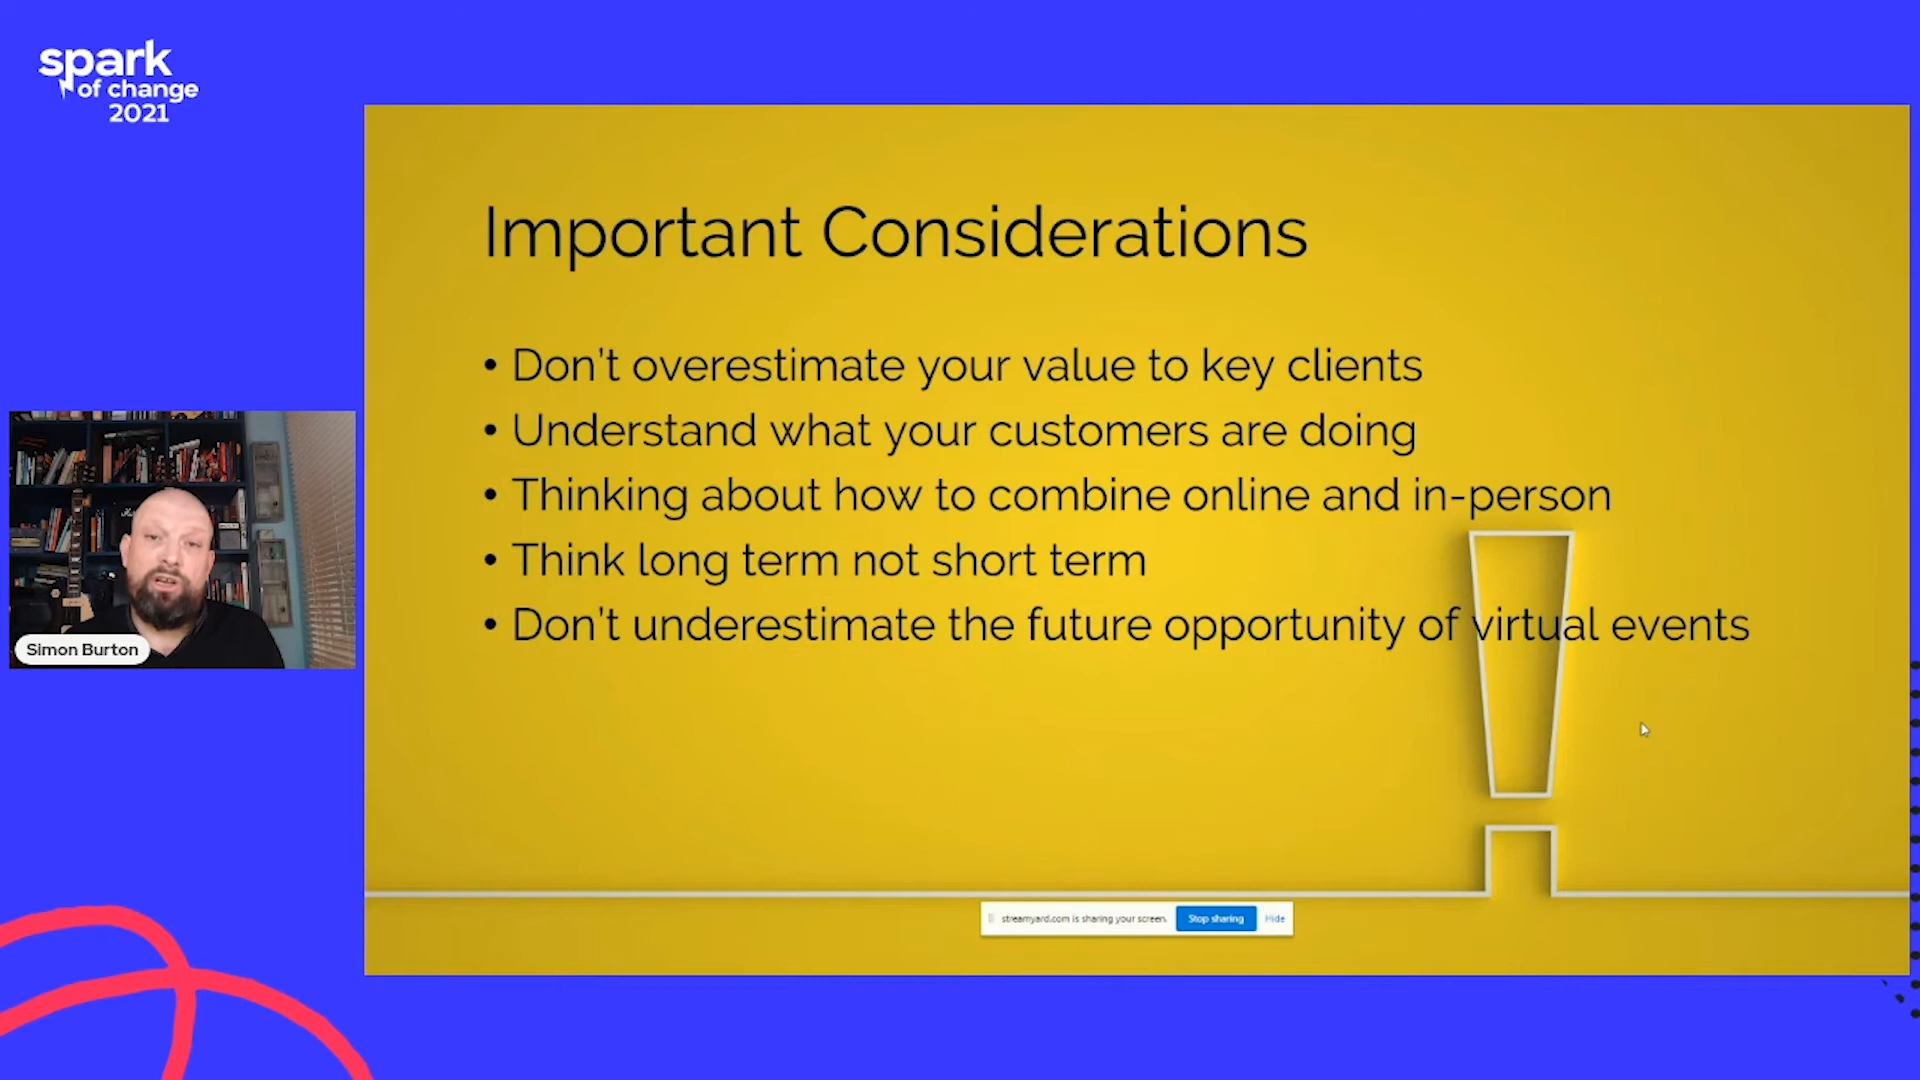 spark
of change
2021
Important Considerations
• Don't overestimate your value to key clients
• Understand what your customers are doing
• Thinking about how to combine online and in-person
• Think long term not short term
• Don't underestimate the future opportunity of virtual events
Simon Burton
streamyard.com is sharing your screen. Stop sharing Hide